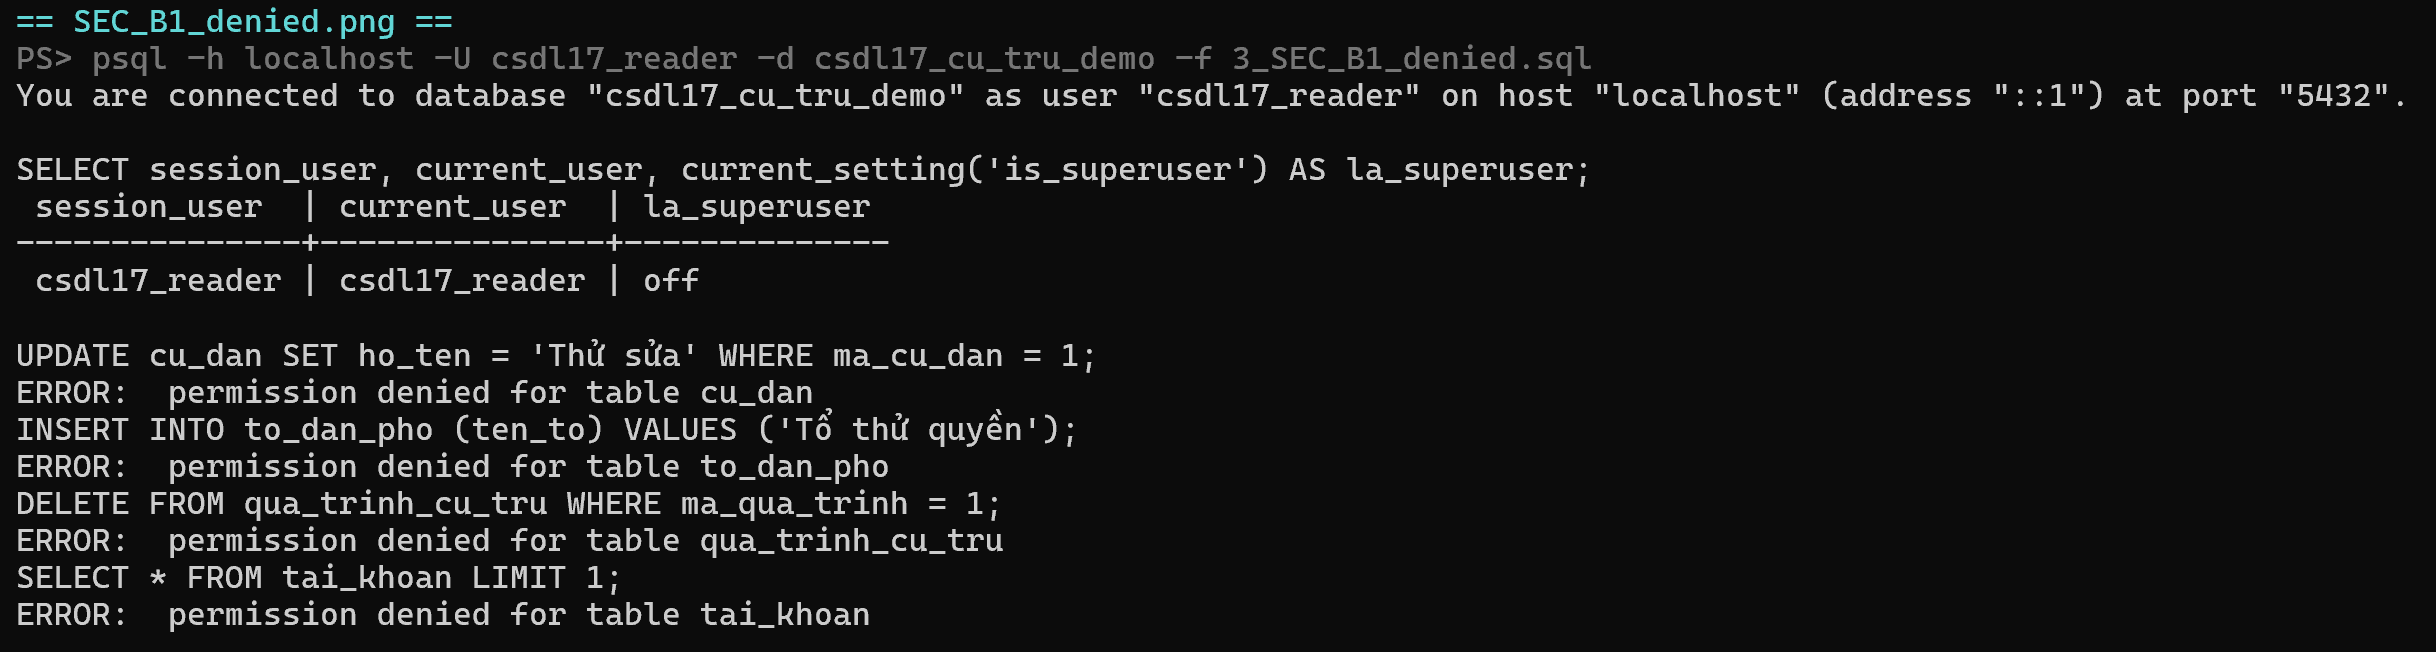 == SEC_B1_denied.png ==
PS> psql -h localhost -U csdl17_reader -d csdl17_cu_tru_demo -f 3_SEC_B1_denied.sql
You are connected to database "csdl17_cu_tru_demo" as user "csdl17_reader" on host "localhost" (address "::1") at port "5432".

SELECT session_user, current_user, current_setting('is_superuser') AS la_superuser;
 session_user  | current_user  | la_superuser
---------------+---------------+--------------
 csdl17_reader | csdl17_reader | off

UPDATE cu_dan SET ho_ten = 'Thử sửa' WHERE ma_cu_dan = 1;
ERROR:  permission denied for table cu_dan
INSERT INTO to_dan_pho (ten_to) VALUES ('Tổ thử quyền');
ERROR:  permission denied for table to_dan_pho
DELETE FROM qua_trinh_cu_tru WHERE ma_qua_trinh = 1;
ERROR:  permission denied for table qua_trinh_cu_tru
SELECT * FROM tai_khoan LIMIT 1;
ERROR:  permission denied for table tai_khoan